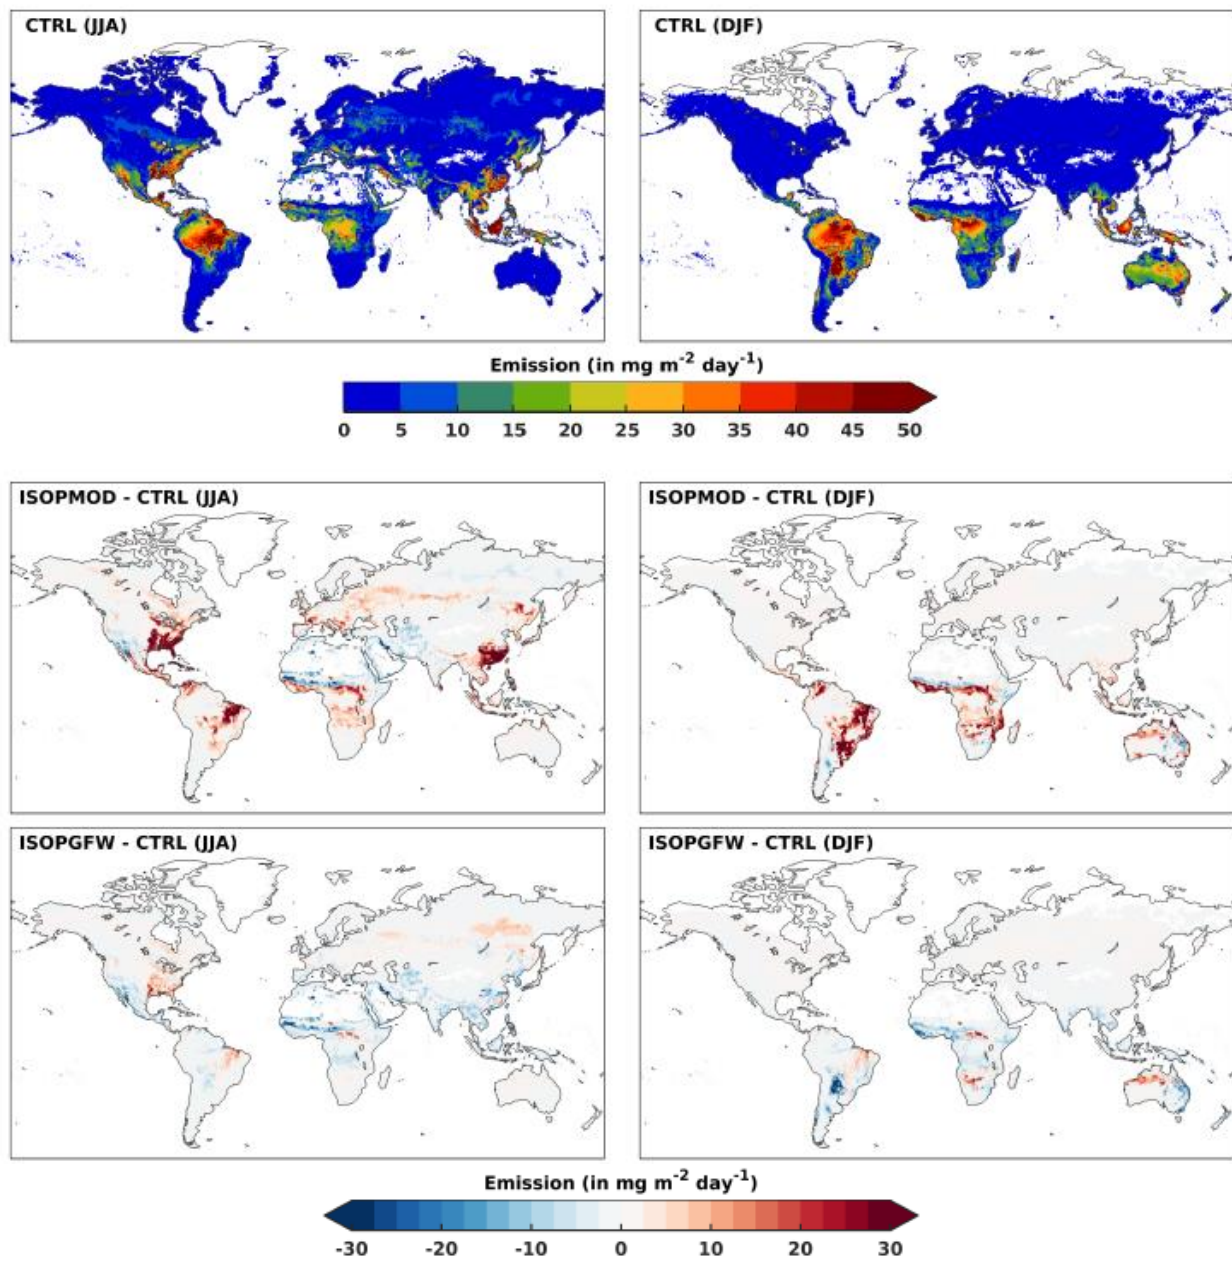 CTRL (JJA)
CTRL (DJF)
Emission (in mg m⁻² day⁻¹)
0 5 10 15 20 25 30 35 40 45 50
ISOPMOD - CTRL (JJA)
ISOPMOD - CTRL (DJF)
ISOPGFW - CTRL (JJA)
ISOPGFW - CTRL (DJF)
Emission (in mg m⁻² day⁻¹)
-30 -20 -10 0 10 20 30